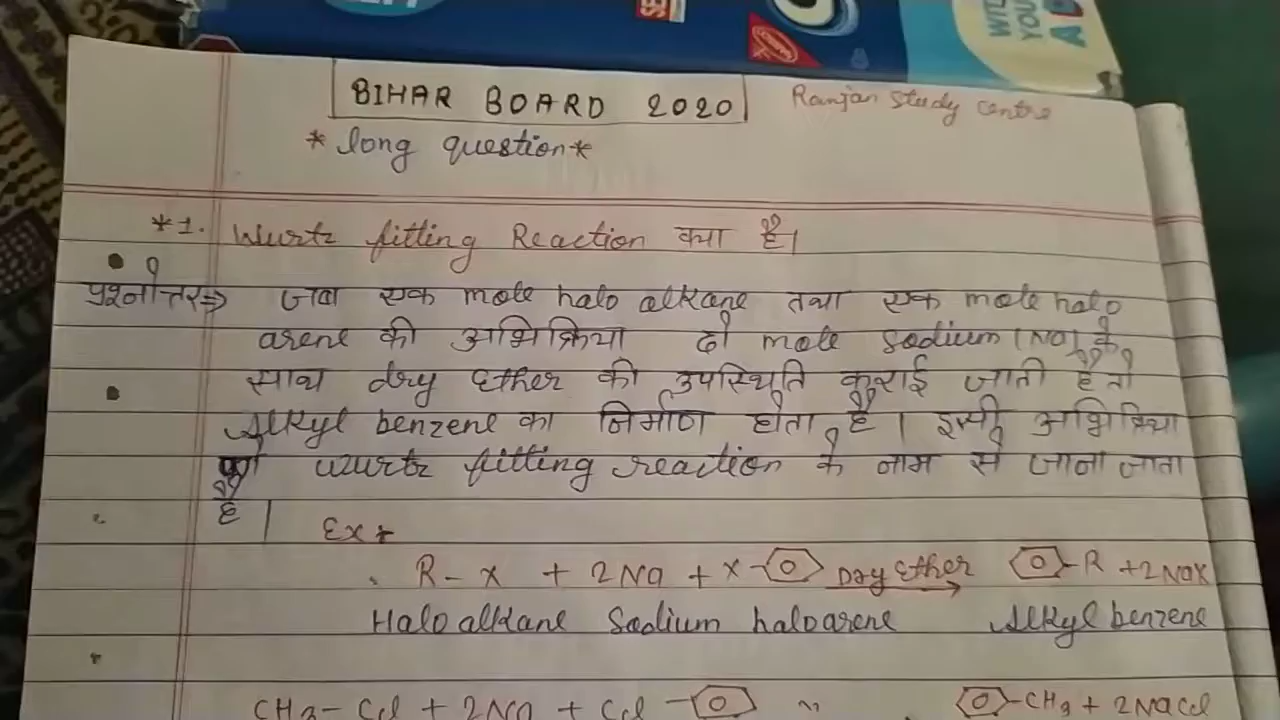 BIHAR BOARD 2020
Ranjan study centre
* long question *
*1. Wurtz fitting Reaction क्या है।
प्रश्नोत्तर⇒ जब एक mole halo alkane तथा एक mole halo
arene की अभिक्रिया दो mole sodium (Na) के
साथ dry Ether की उपस्थिति कराई जाती है तो
Alkyl benzene का निर्माण होता है। इसी अभिक्रिया
को wurtz fitting reaction के नाम से जाना जाता
है।
Ex
R - X + 2Na + X - Dry Ether - R + 2NaX
Haloalkane Sodium haloarene Alkyl benzene
CH3 - Cl + 2Na + Cl - " - CH3 + 2NaCl